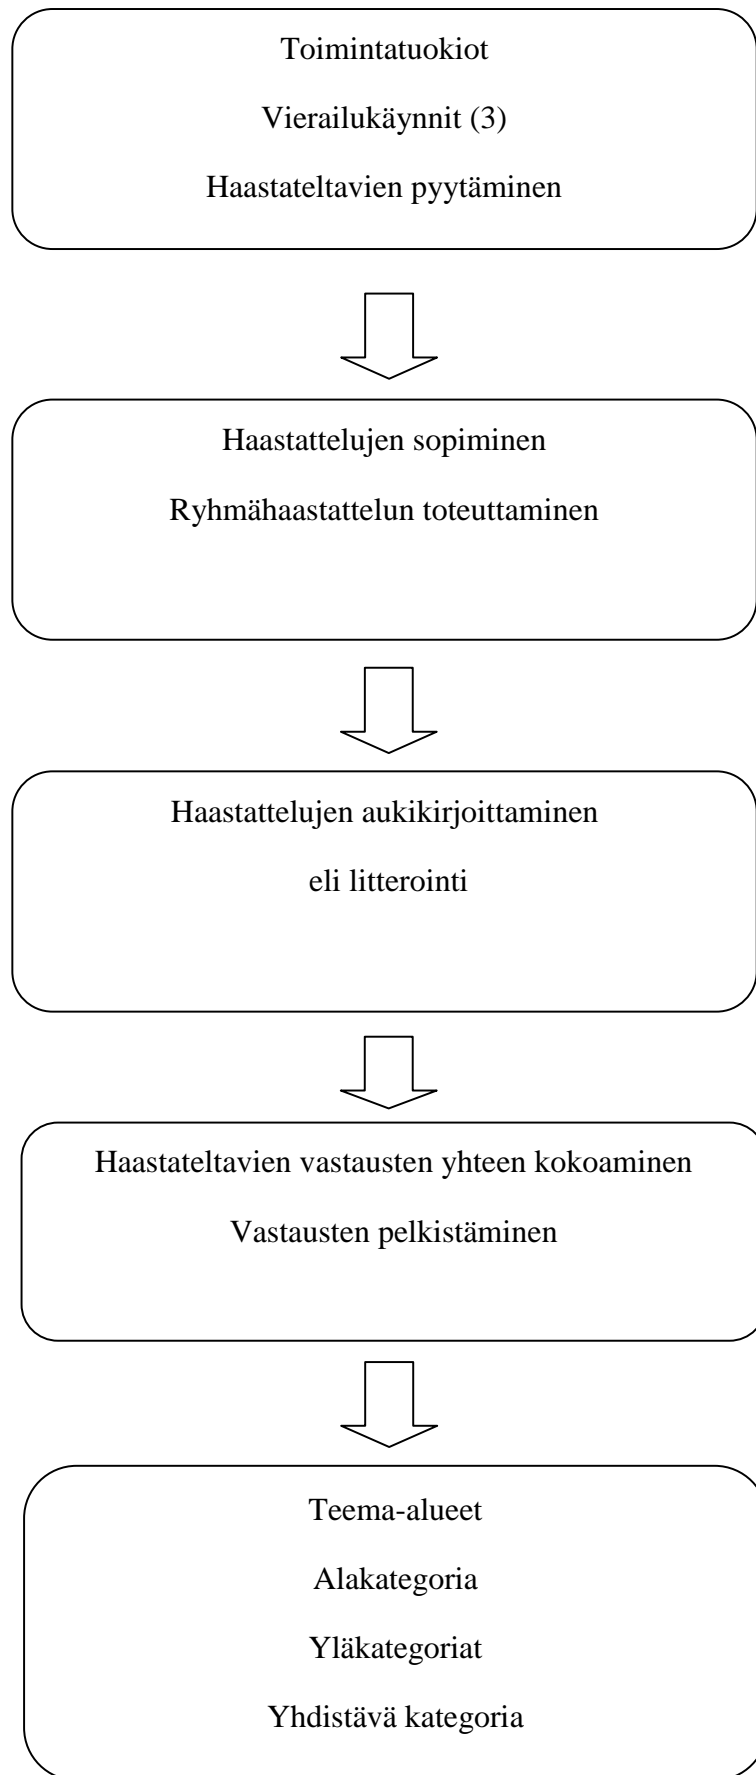 Toimintatuokiot
Vierailukäynnit (3)
Haastateltavien pyytäminen
Haastattelujen sopiminen
Ryhmähaastattelun toteuttaminen
Haastattelujen aukikirjoittaminen
eli litterointi
Haastateltavien vastausten yhteen kokoaminen
Vastausten pelkistäminen
Teema-alueet
Alakategoria
Yläkategoriat
Yhdistävä kategoria